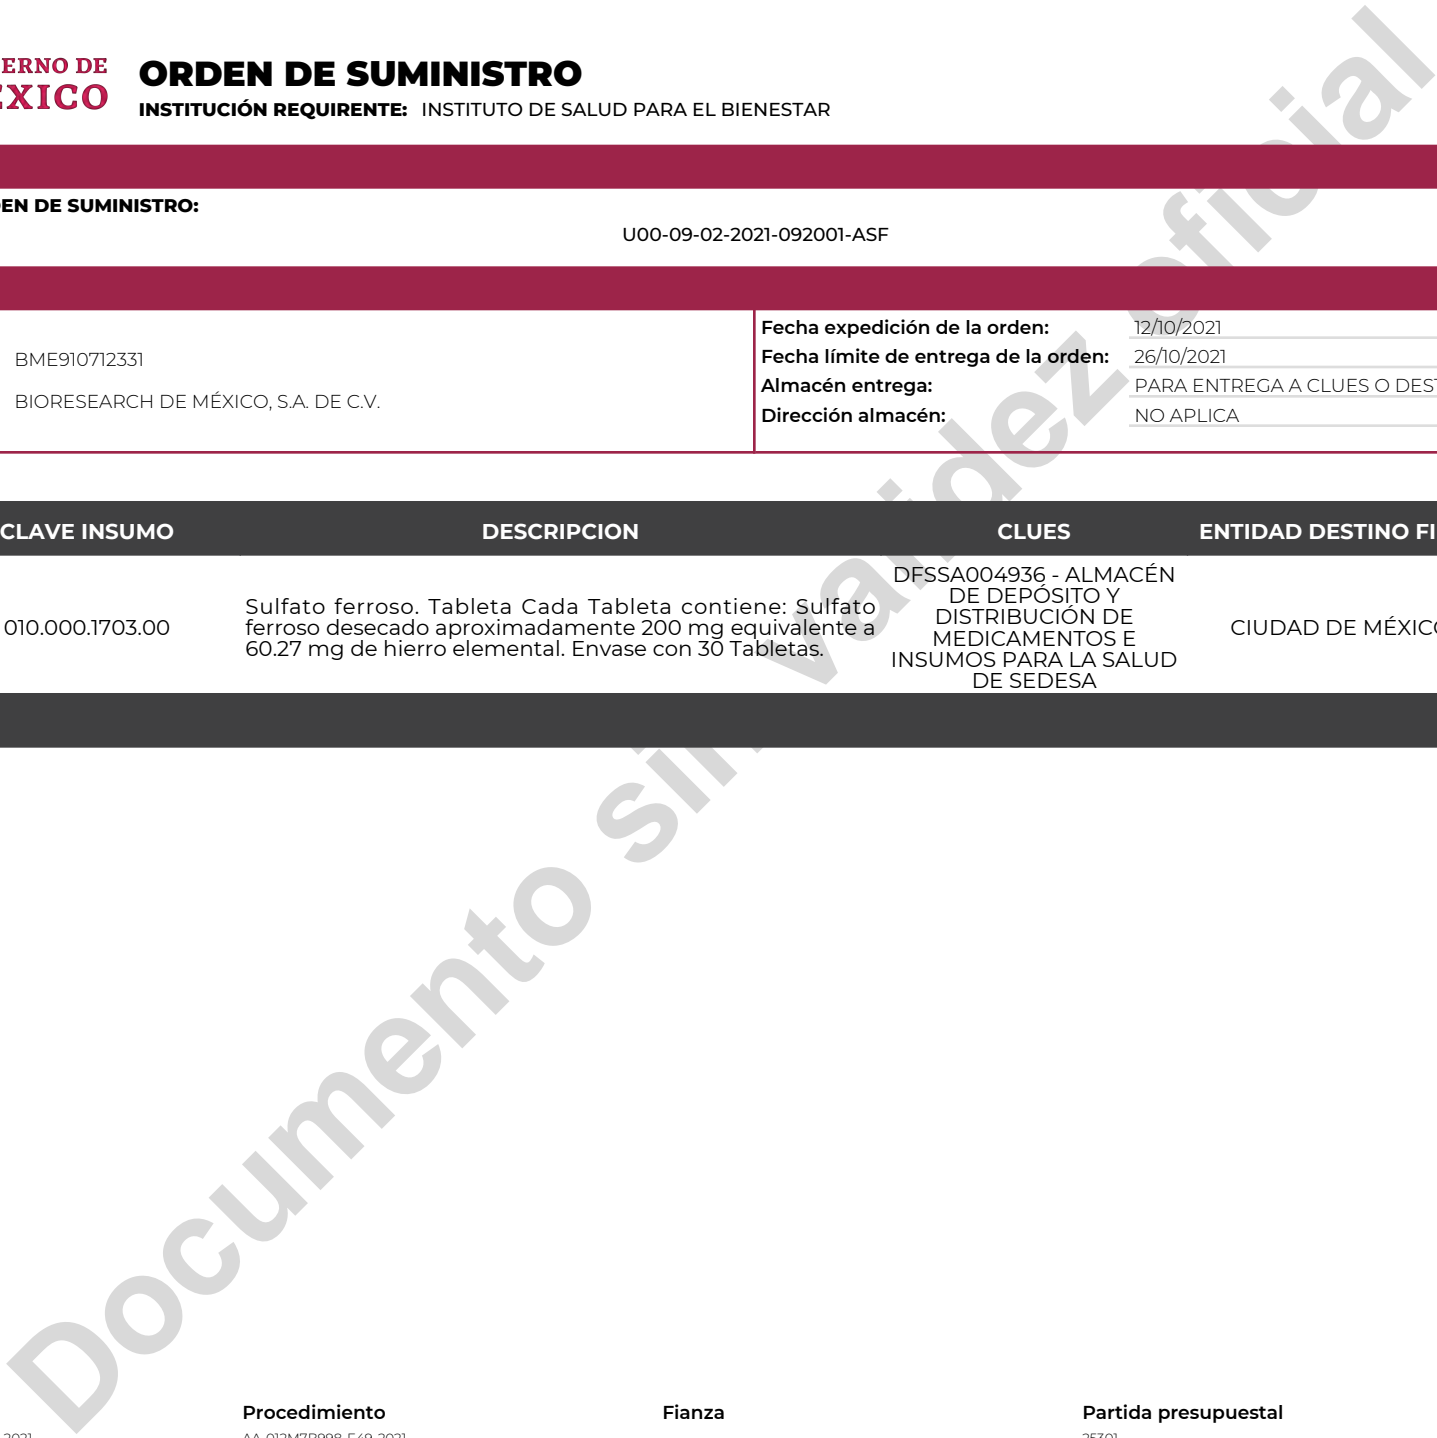 ERNO DE
EXICO
ORDEN DE SUMINISTRO
INSTITUCIÓN REQUIRENTE: INSTITUTO DE SALUD PARA EL BIENESTAR
EN DE SUMINISTRO:
U00-09-02-2021-092001-ASF
BME910712331
BIORESEARCH DE MÉXICO, S.A. DE C.V.
Fecha expedición de la orden: 12/10/2021
Fecha límite de entrega de la orden: 26/10/2021
Almacén entrega: PARA ENTREGA A CLUES O DEST
Dirección almacén: NO APLICA
CLAVE INSUMO DESCRIPCION CLUES ENTIDAD DESTINO FI
010.000.1703.00
Sulfato ferroso. Tableta Cada Tableta contiene: Sulfato
ferroso desecado aproximadamente 200 mg equivalente a
60.27 mg de hierro elemental. Envase con 30 Tabletas.
DFSSA004936 - ALMACÉN
DE DEPÓSITO Y
DISTRIBUCIÓN DE
MEDICAMENTOS E
INSUMOS PARA LA SALUD
DE SEDESA
CIUDAD DE MÉXICO
Documento sin validez oficial
Procedimiento Fianza Partida presupuestal